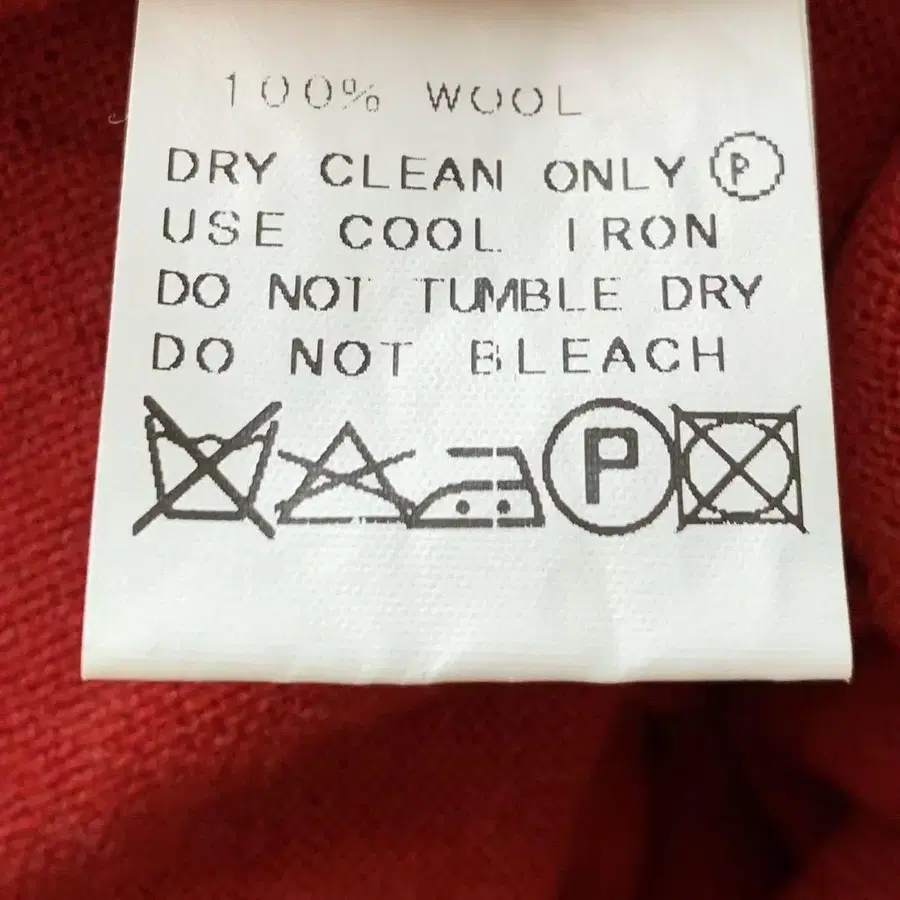 100% WOOL
DRY CLEAN ONLY P
USE COOL IRON
DO NOT TUMBLE DRY
DO NOT BLEACH
P